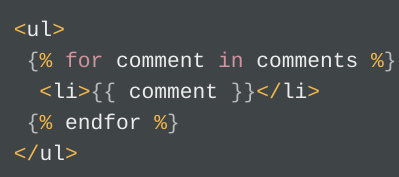 <ul>
{% for comment in comments %}
<li>{{ comment }}</li>
{% endfor %}
</ul>